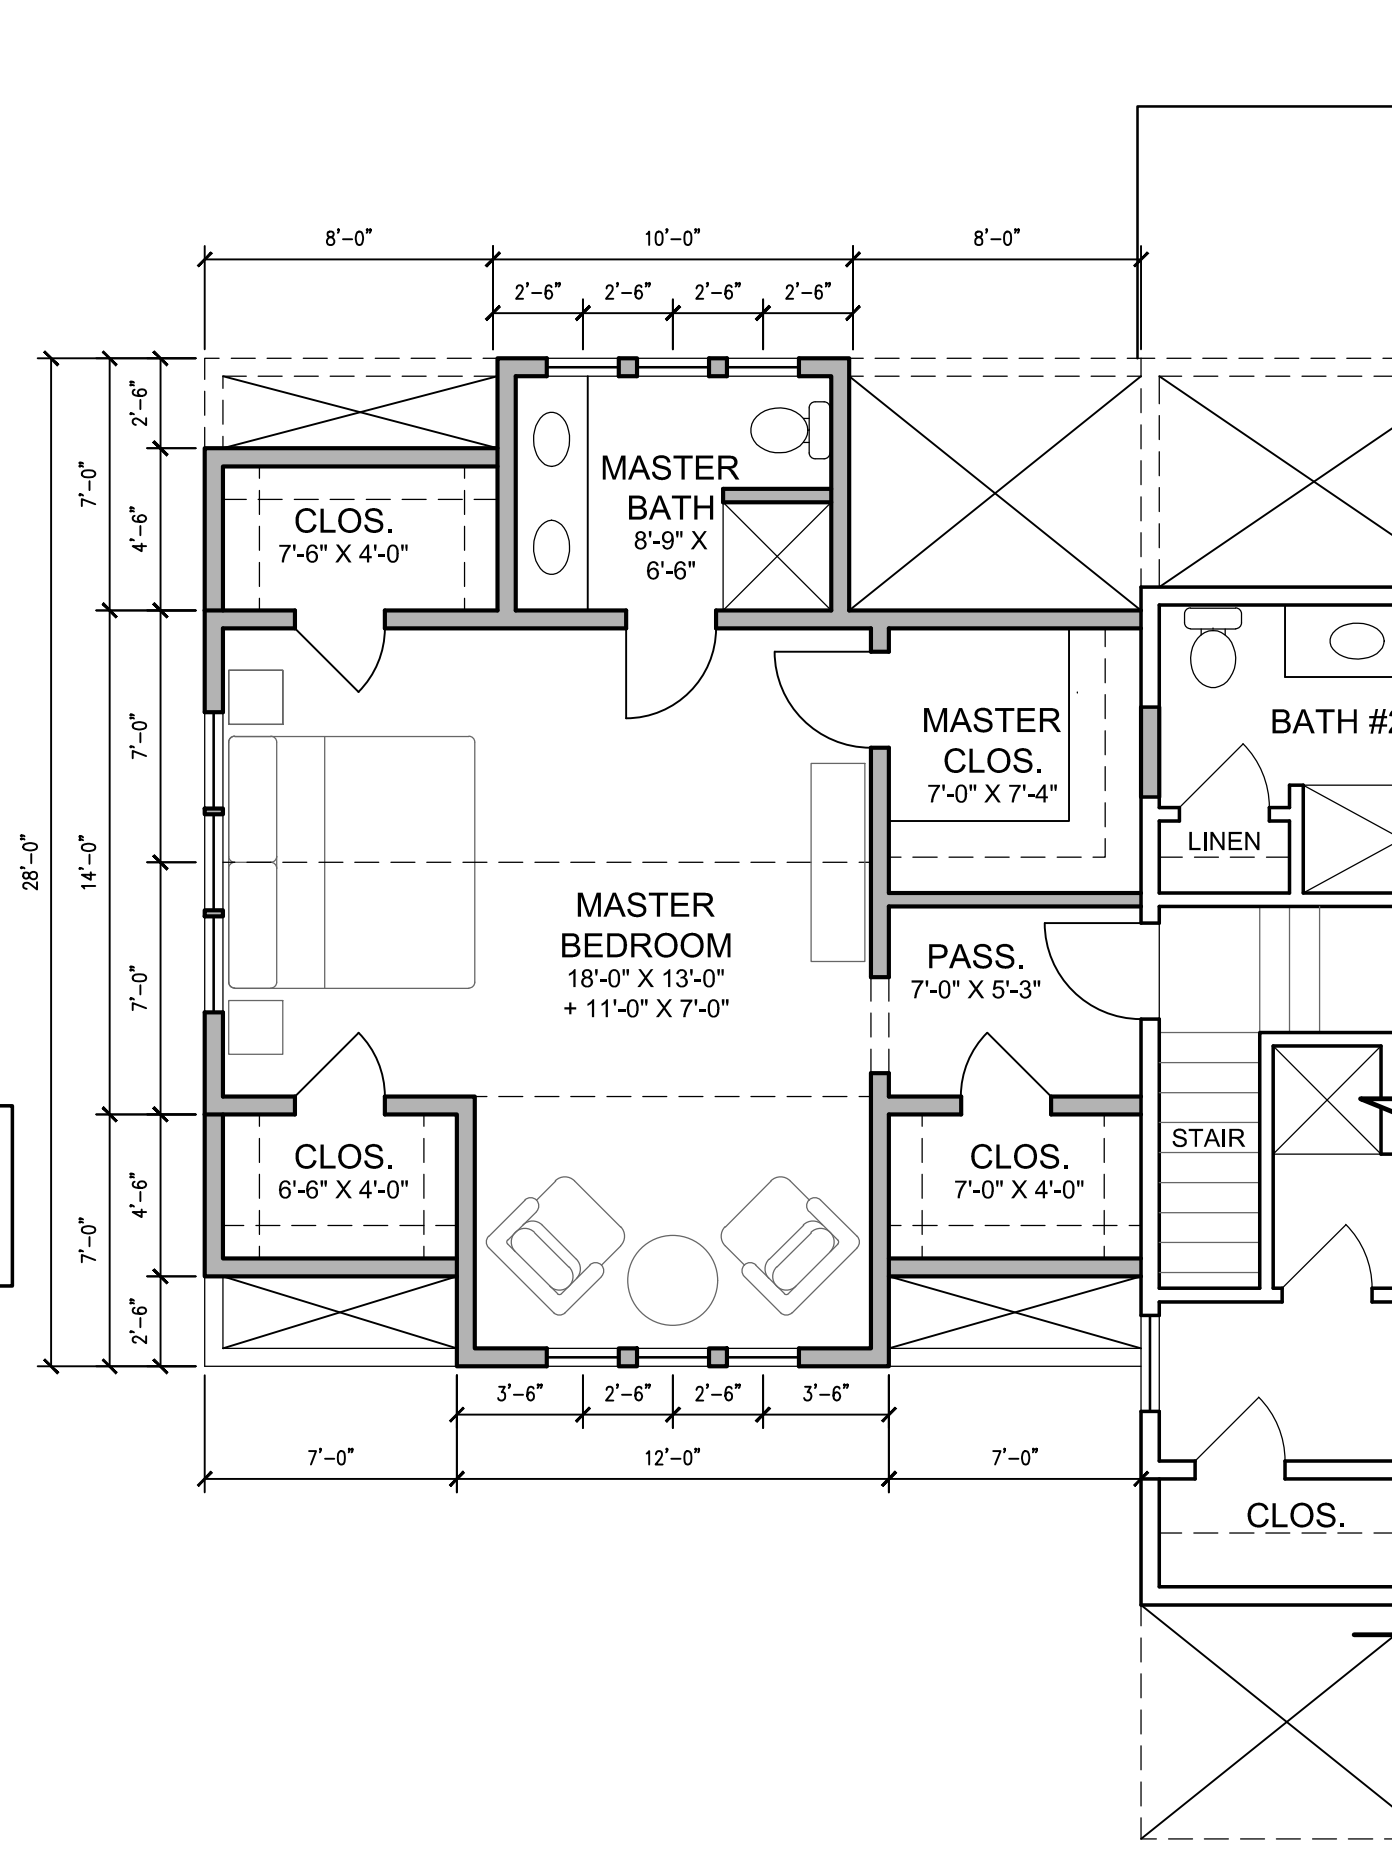 8'-0"
10'-0"
8'-0"
2'-6"
2'-6"
2'-6"
2'-6"
2'-6"
7'-0"
4'-6"
MASTER
BATH
8'-9" X
6'-6"
CLOS.
7'-6" X 4'-0"
7'-0"
MASTER
CLOS.
7'-0" X 7'-4"
BATH
LINEN
28'-0"
14'-0"
MASTER
BEDROOM
18'-0" X 13'-0"
+ 11'-0" X 7'-0"
PASS.
7'-0" X 5'-3"
7'-0"
STAIR
CLOS.
6'-6" X 4'-0"
CLOS.
7'-0" X 4'-0"
4'-6"
7'-0"
2'-6"
3'-6"
2'-6"
2'-6"
3'-6"
7'-0"
12'-0"
7'-0"
CLOS.